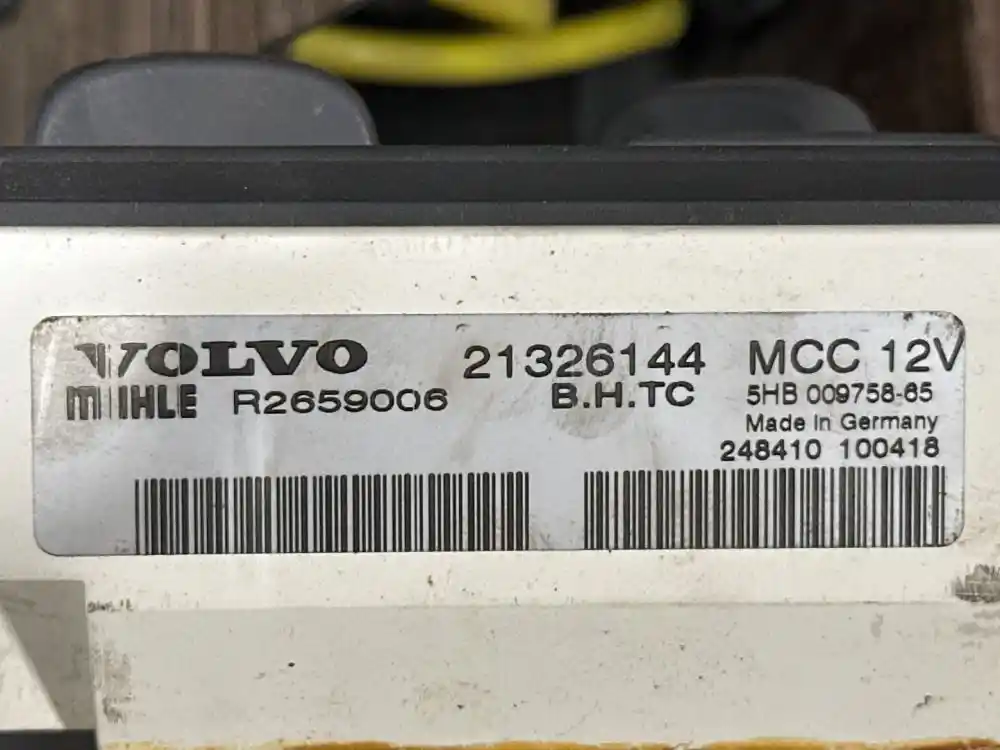 VOLVO 21326144 MCC 12V
MAHLE R2659006 B.H.TC 5HB 009758-65
Made in Germany
248410 100418